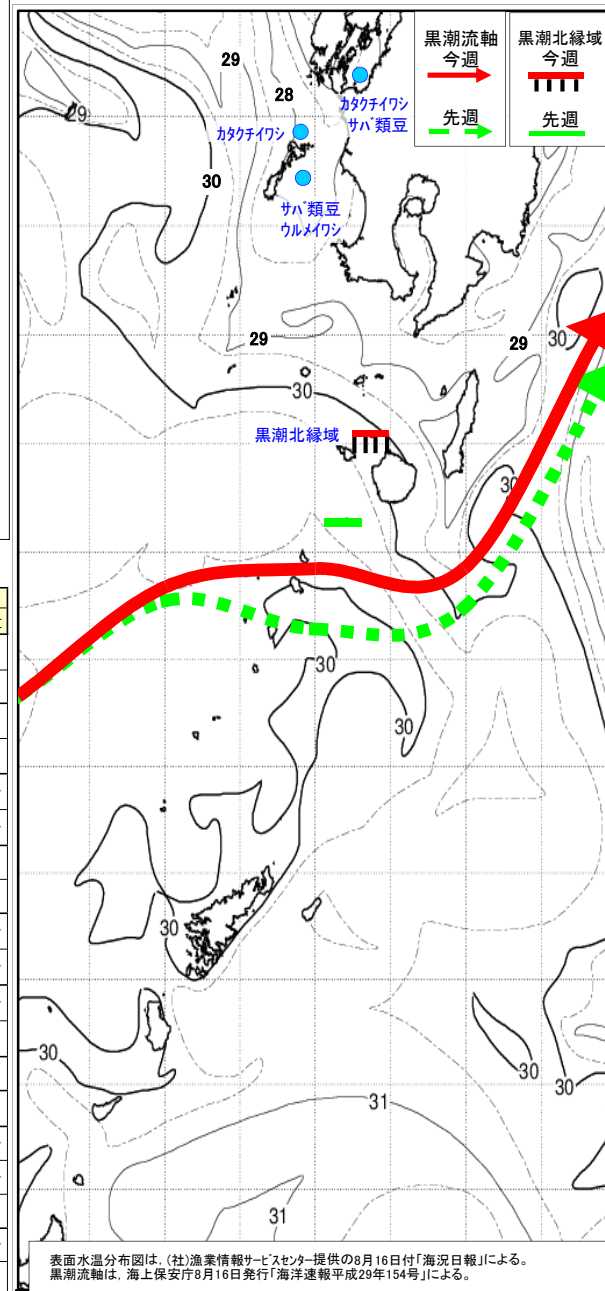 黒潮流軸
今週
先週
黒潮北縁域
今週
先週
29
28
29
30
カタクチイワシ
サバ類豆
カタクチイワシ
サバ類豆
ウルメイワシ
29
29
30
30
黒潮北縁域
30
30
30
30
30
30
30
31
31
表面水温分布図は、(社)漁業情報サービスセンター提供の8月16日付「海況日報」による。
黒潮流軸は、海上保安庁8月16日発行「海洋速報平成29年154号」による。